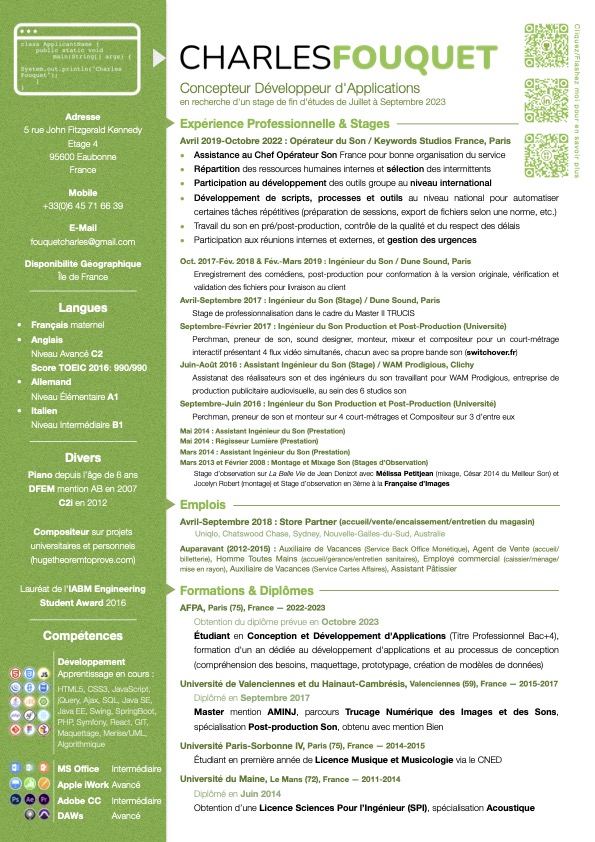 class ApplicantName {
public static void
main(String[] args) {
System.out.println("Charles
Fouquet");
}
}
CHARLESFOUQUET
Concepteur Développeur d'Applications
en recherche d'un stage de fin d'études de Juillet à Septembre 2023
Cliquez/Flashez moi pour en savoir plus
Adresse
5 rue John Fitzgerald Kennedy
Etage 4
95600 Eaubonne
France
Mobile
+33(0)6 45 71 66 39
E-Mail
fouquetcharles@gmail.com
Disponibilité Géographique
Île de France
Langues
• Français maternel
• Anglais
Niveau Avancé C2
Score TOEIC 2016: 990/990
• Allemand
Niveau Élémentaire A1
• Italien
Niveau Intermédiaire B1
Divers
Piano depuis l'âge de 6 ans
DFEM mention AB en 2007
C2i en 2012
Compositeur sur projets
universitaires et personnels
(hugetheoremtoprove.com)
Lauréat de l'IABM Engineering
Student Award 2016
Compétences
Développement
Apprentissage en cours :
HTML5, CSS3, JavaScript,
jQuery, Ajax, SQL, Java SE,
Java EE, Swing, SpringBoot,
PHP, Symfony, React, GIT,
Maquettage, Merise/UML,
Algorithmique
MS Office Intermédiaire
Apple iWork Avancé
Adobe CC Intermédiaire
DAWs Avancé
Expérience Professionnelle & Stages
Avril 2019-Octobre 2022 : Opérateur du Son / Keywords Studios France, Paris
• Assistance au Chef Opérateur Son France pour bonne organisation du service
• Répartition des ressources humaines internes et sélection des intermittents
• Participation au développement des outils groupe au niveau international
• Développement de scripts, processus et outils au niveau national pour automatiser
certaines tâches répétitives (préparation de sessions, export de fichiers selon une norme, etc.)
• Travail du son en pré/post-production, contrôle de la qualité et du respect des délais
• Participation aux réunions internes et externes, et gestion des urgences
Oct. 2017-Fév. 2018 & Fév.-Mars 2019 : Ingénieur du Son / Dune Sound, Paris
Enregistrement des comédiens, post-production pour conformation à la version originale, vérification et
validation des fichiers pour livraison au client
Avril-Septembre 2017 : Ingénieur du Son (Stage) / Dune Sound, Paris
Stage de professionnalisation dans le cadre du Master II TRUCIS
Septembre-Février 2017 : Ingénieur du Son Production et Post-Production (Université)
Perchman, preneur de son, sound designer, monteur, mixeur et compositeur pour un court-métrage
interactif présentant 4 flux vidéo simultanés, chacun avec sa propre bande son (switchover.fr)
Juin-Août 2016 : Assistant Ingénieur du Son (Stage) / WAM Prodigious, Clichy
Assistanat des réalisateurs son et des ingénieurs du son travaillant pour WAM Prodigious, entreprise de
production publicitaire audiovisuelle, au sein des 6 studios son
Septembre-Juin 2016 : Ingénieur du Son Production et Post-Production (Université)
Perchman, preneur de son et monteur sur 4 court-métrages et Compositeur sur 3 d'entre eux
Mai 2014 : Assistant Ingénieur du Son (Prestation)
Mai 2014 : Régisseur Lumière (Prestation)
Mars 2014 : Assistant Ingénieur du Son (Prestation)
Mars 2013 et Février 2008 : Montage et Mixage Son (Stages d'Observation)
Stage d'observation sur La Belle Vie de Jean Denizot avec Mélissa Petitjean (mixage, César 2014 du Meilleur Son) et
Jocelyn Robert (montage) et Stage d'observation en 3ème à la Française d'Images
Emplois
Avril-Septembre 2018 : Store Partner (accueil/vente/encaissement/entretien du magasin)
Uniqlo, Chatswood Chase, Sydney, Nouvelle-Galles-du-Sud, Australie
Auparavant (2012-2015) : Auxiliaire de Vacances (Service Back Office Monétique), Agent de Vente (accueil/
billetterie), Homme Toutes Mains (accueil/gérance/entretien sanitaires), Employé commercial (caissier/ménage/
mise en rayon), Auxiliaire de Vacances (Service Cartes Affaires), Assistant Pâtissier
Formations & Diplômes
AFPA, Paris (75), France — 2022-2023
Obtention du diplôme prévue en Octobre 2023
Étudiant en Conception et Développement d'Applications (Titre Professionnel Bac+4),
formation d'un an dédiée au développement d'applications et au processus de conception
(compréhension des besoins, maquettage, prototypage, création de modèles de données)
Université de Valenciennes et du Hainaut-Cambrésis, Valenciennes (59), France — 2015-2017
Diplômé en Septembre 2017
Master mention AMINJ, parcours Trucage Numérique des Images et des Sons,
spécialisation Post-production Son, obtenu avec mention Bien
Université Paris-Sorbonne IV, Paris (75), France — 2014-2015
Étudiant en première année de Licence Musique et Musicologie via le CNED
Université du Maine, Le Mans (72), France — 2011-2014
Diplômé en Juin 2014
Obtention d'une Licence Sciences Pour l'Ingénieur (SPI), spécialisation Acoustique